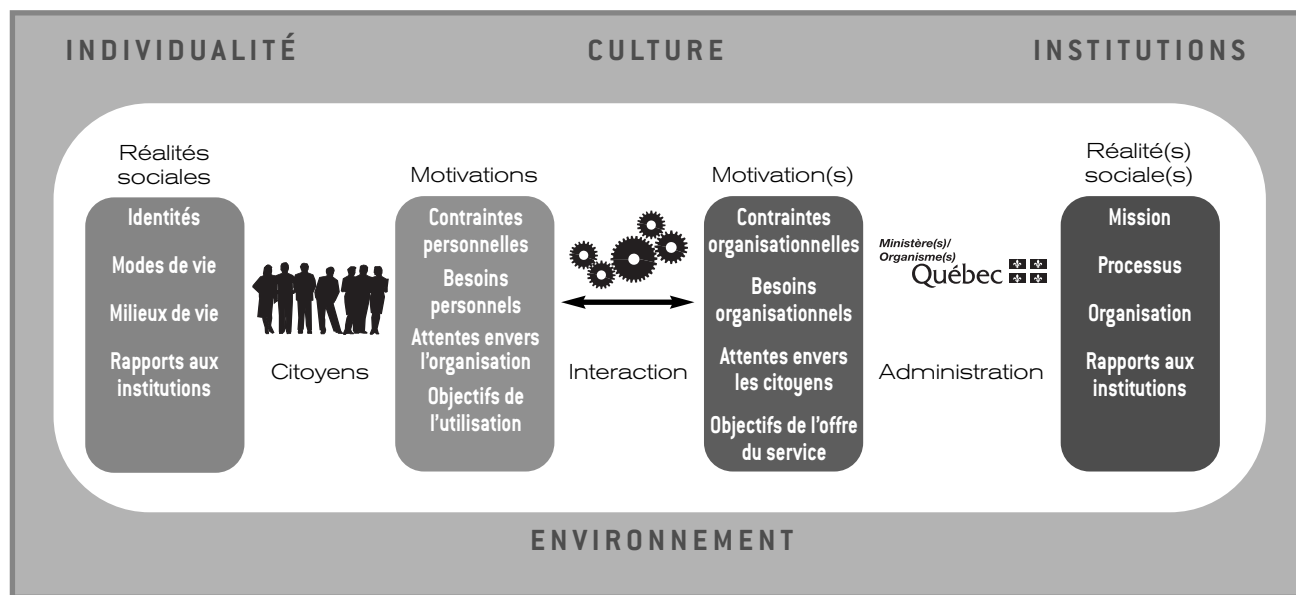 INDIVIDUALITÉ
CULTURE
INSTITUTIONS
Réalités
sociales
Identités
Modes de vie
Milieux de vie
Rapports aux
institutions
Citoyens
Motivations
Contraintes
personnelles
Besoins
personnels
Attentes envers
l'organisation
Objectifs de
l'utilisation
Interaction
Motivation(s)
Contraintes
organisationnelles
Besoins
organisationnels
Attentes envers
les citoyens
Objectifs de l'offre
du service
Ministère(s)/
Organisme(s)
Québec
Administration
Réalité(s)
sociale(s)
Mission
Processus
Organisation
Rapports aux
institutions
ENVIRONNEMENT